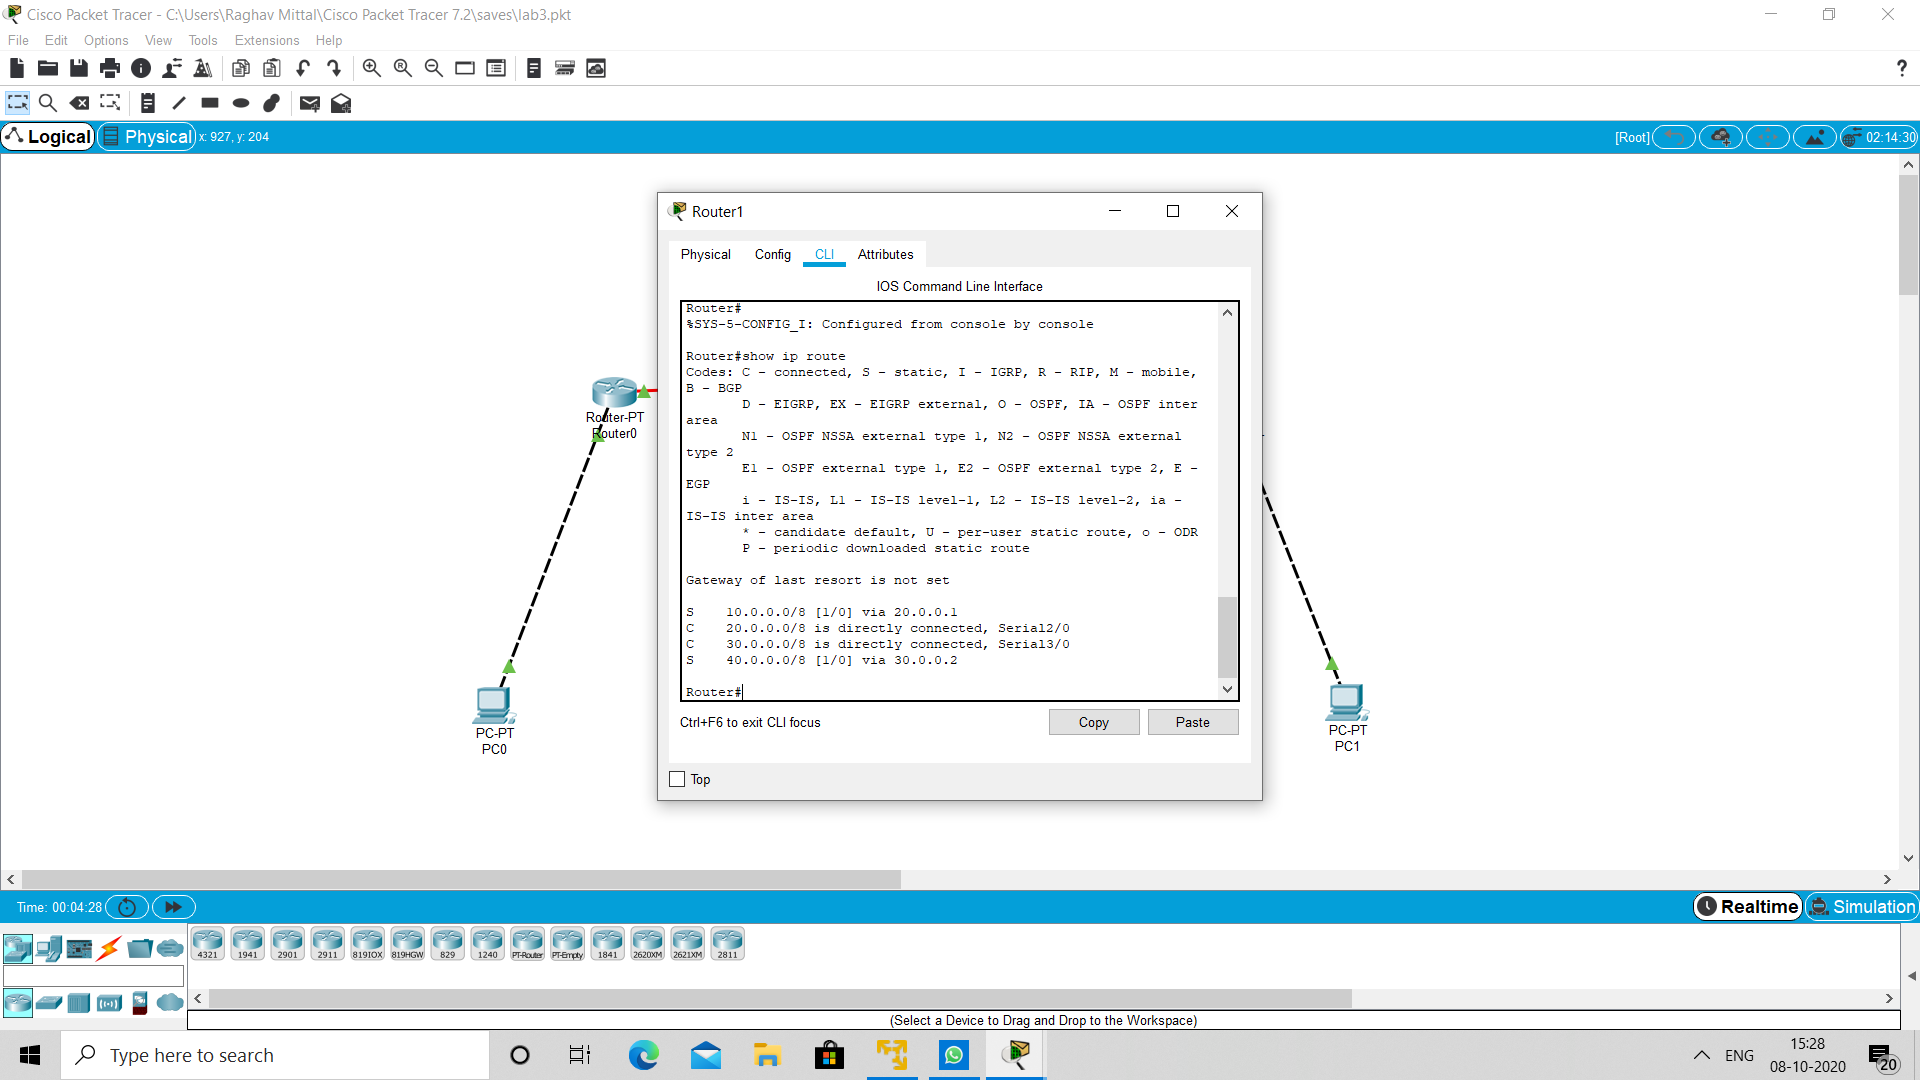 Cisco Packet Tracer - C:\Users\Raghav Mittal\Cisco Packet Tracer 7.2\saves\lab3.pkt
File Edit Options View Tools Extensions Help
?
Logical Physical x: 927, y: 204 [Root] 02:14:30
Router1
Physical Config CLI Attributes
IOS Command Line Interface
Router#
%SYS-5-CONFIG_I: Configured from console by console
Router#show ip route
Codes: C - connected, S - static, I - IGRP, R - RIP, M - mobile,
B - BGP
D - EIGRP, EX - EIGRP external, O - OSPF, IA - OSPF inter
area
N1 - OSPF NSSA external type 1, N2 - OSPF NSSA external
type 2
E1 - OSPF external type 1, E2 - OSPF external type 2, E -
EGP
i - IS-IS, L1 - IS-IS level-1, L2 - IS-IS level-2, ia -
IS-IS inter area
* - candidate default, U - per-user static route, o - ODR
P - periodic downloaded static route
Gateway of last resort is not set
S 10.0.0.0/8 [1/0] via 20.0.0.1
C 20.0.0.0/8 is directly connected, Serial2/0
C 30.0.0.0/8 is directly connected, Serial3/0
S 40.0.0.0/8 [1/0] via 30.0.0.2
Router#
Ctrl+F6 to exit CLI focus Copy Paste
Top
Router-PT
Router0
PC-PT
PC0
PC-PT
PC1
Time: 00:04:28 Realtime Simulation
4321 1941 2901 2911 819IOX 819HGW 829 1240 PT-Router PT-Empty 1841 2620XM 2621XM 2811
(Select a Device to Drag and Drop to the Workspace)
Type here to search
ENG
15:28
08-10-2020
20